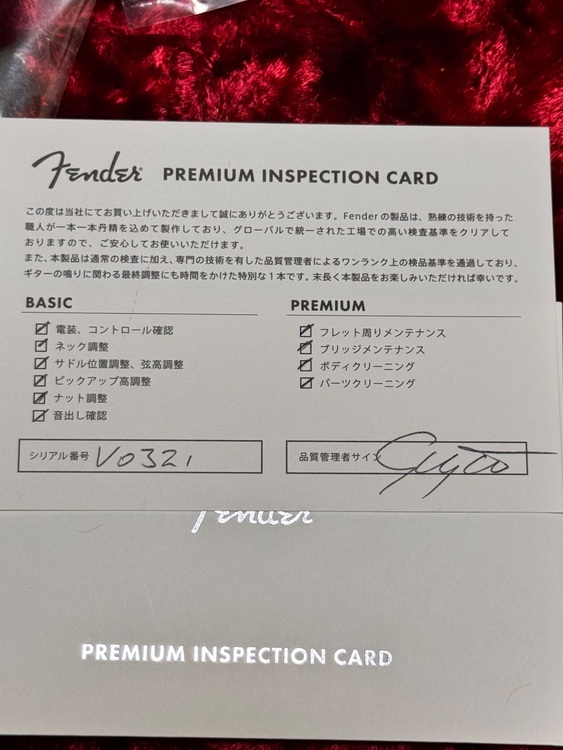 Fender PREMIUM INSPECTION CARD
この度は当社にてお買い上げいただきまして誠にありがとうございます。Fender の製品は、熟練の技術を持った
職人が一本一本丹精を込めて製作しており、グローバルで統一された工場での高い検査基準をクリアして
おりますので、ご安心してお使いいただけます。
また、本製品は通常の検査に加え、専門の技術を有した品質管理者によるワンランク上の検品基準を通過しており、
ギターの鳴りに関わる最終調整にも時間をかけた特別な1本です。末長く本製品をお楽しみいただければ幸いです。
BASIC
電装、コントロール確認
ネック調整
サドル位置調整、弦高調整
ピックアップ高調整
ナット調整
音出し確認
シリアル番号 V0321
PREMIUM
フレット周りメンテナンス
ブリッジメンテナンス
ボディクリーニング
パーツクリーニング
品質管理者サイン
Fender
PREMIUM INSPECTION CARD